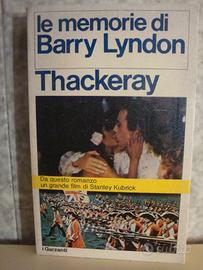 le memorie di
Barry Lyndon
Thackeray
Da questo romanzo
un grande film di Stanley Kubrick
i Garzanti